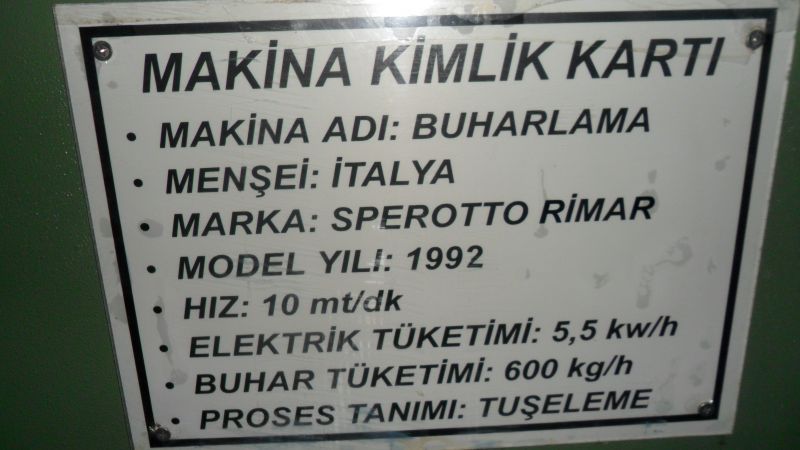 MAKİNA KİMLİK KARTI
• MAKİNA ADI: BUHARLAMA
• MENŞEİ: İTALYA
• MARKA: SPEROTTO RİMAR
• MODEL YILI: 1992
• HIZ: 10 mt/dk
• ELEKTRİK TÜKETİMİ: 5,5 kw/h
• BUHAR TÜKETİMİ: 600 kg/h
• PROSES TANIMI: TUŞELEME